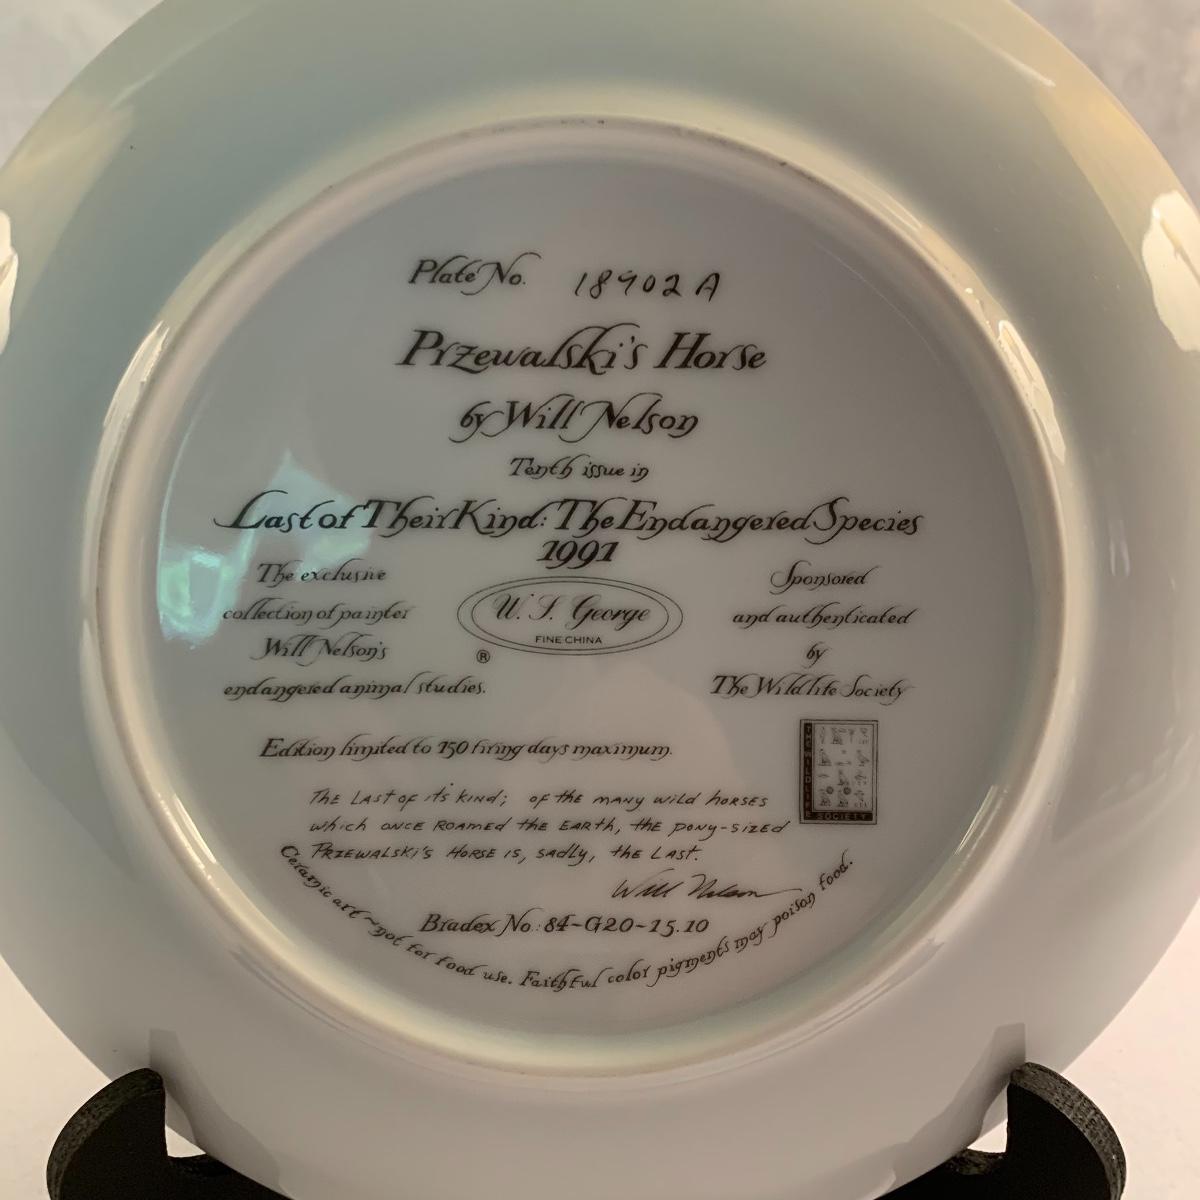 Plate No. 18902A
Przewalski's Horse
by Will Nelson
Tenth issue in
Last of Their Kind: The Endangered Species
1991
The exclusive
collection of painter
Will Nelson's
endangered animal studies.
W. S. George
FINE CHINA
®
Sponsored
and authenticated
by
The Wildlife Society
Edition limited to 150 firing days maximum.
THE WILDLIFE
SOCIETY
THE LAST OF it's KIND; OF THE MANY WILD HORSES
WHICH ONCE ROAMED THE EARTH, THE PONY-SIZED
PRZEWALSKI'S HORSE IS, SADLY, THE LAST.
Will Nelson
Bradex No.: 84-G20-15.10
Ceramic art ~ not for food use. Faithful color pigments may poison food.